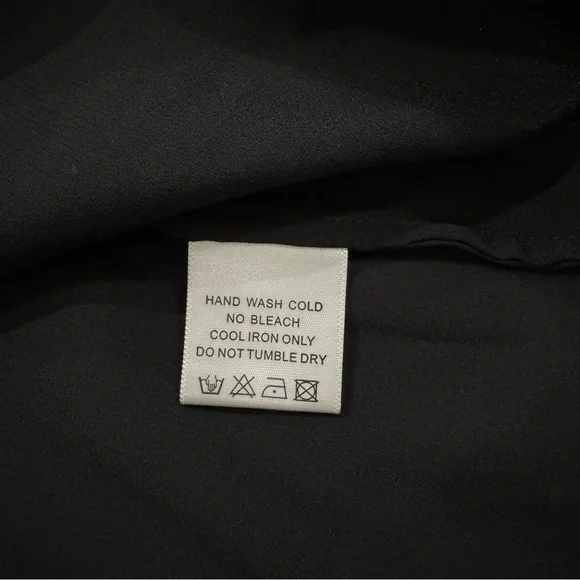 HAND WASH COLD
NO BLEACH
COOL IRON ONLY
DO NOT TUMBLE DRY